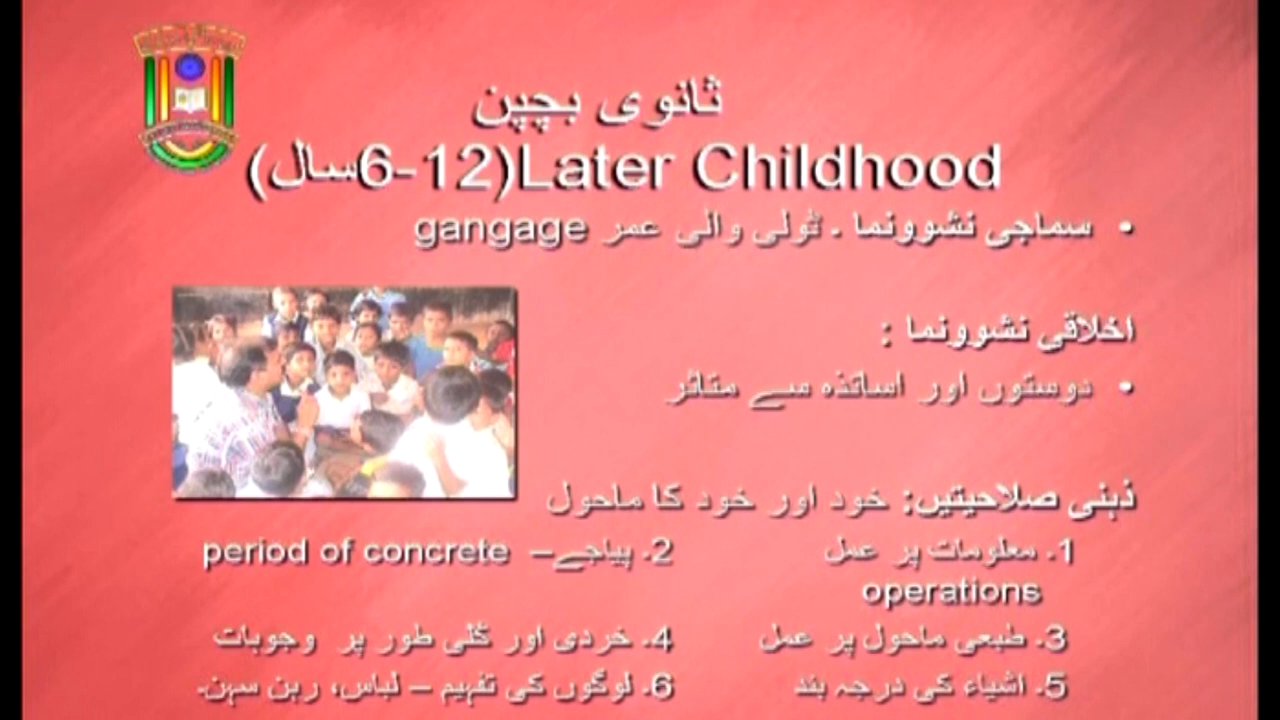 ثانوی بچپن
Later Childhood(6-12سال)
• سماجی نشوونما ۔ ٹولی والی عمر gangage
اخلاقی نشوونما :
• دوستوں اور اساتذہ سے متاثر
ذہنی صلاحیتیں: خود اور خود کا ماحول
1. معلومات پر عمل 2. پیاجے– period of concrete
operations
3. طبعی ماحول پر عمل 4. خردی اور کُلی طور پر وجوہات
5. اشیاء کی درجہ بند 6. لوگوں کی تفہیم – لباس، رہن سہن۔